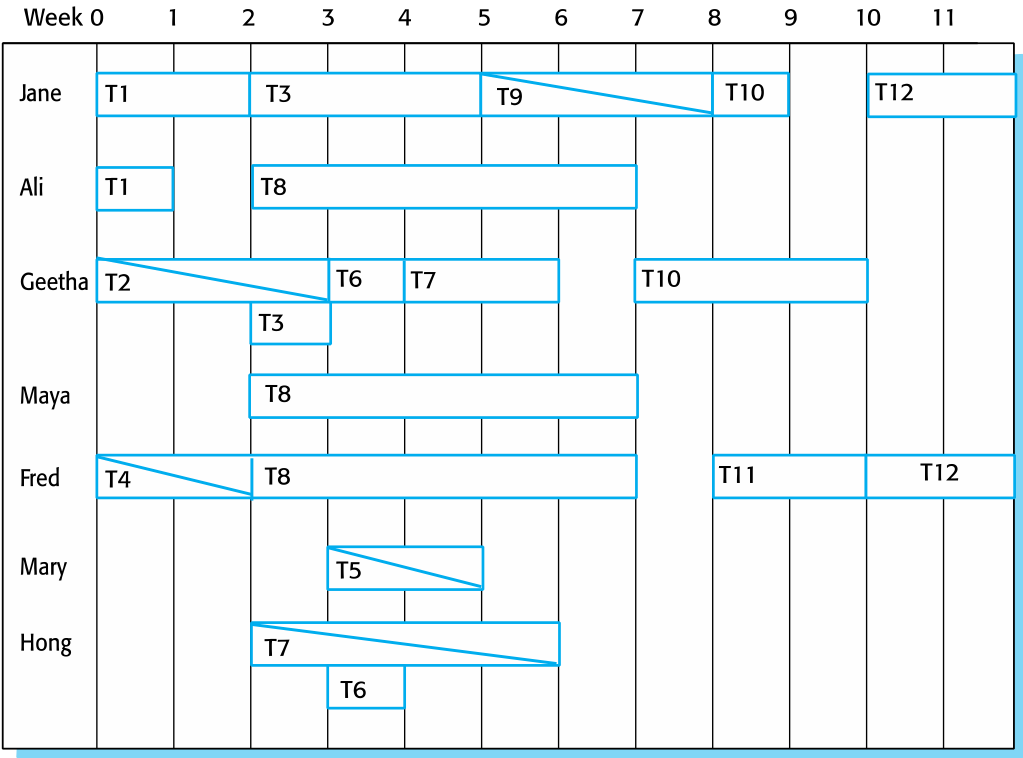 Week 0 1 2 3 4 5 6 7 8 9 10 11
Jane T1 T3 T9 T10 T12
Ali T1 T8
Geetha T2 T6 T7 T10
T3
Maya T8
Fred T4 T8 T11 T12
Mary T5
Hong T7
T6